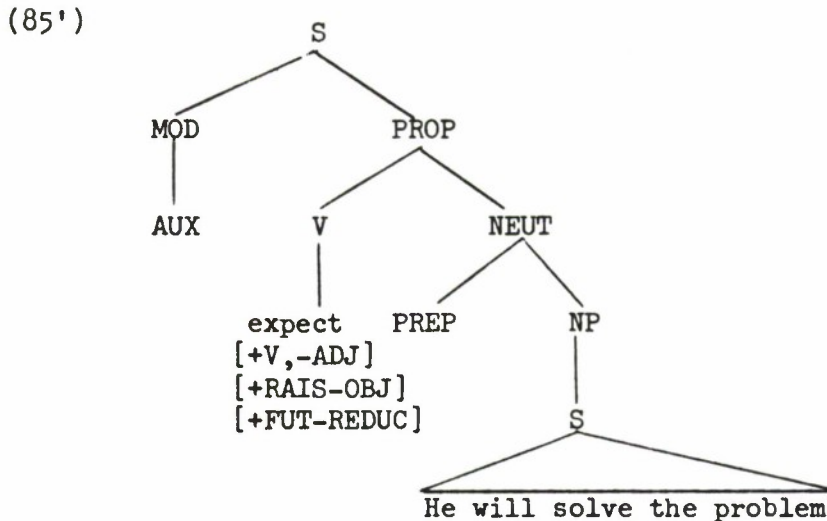 (85')
S
MOD PROP
AUX V NEUT
expect PREP NP
[+V,-ADJ]
[+RAIS-OBJ]
[+FUT-REDUC]
S
He will solve the problem